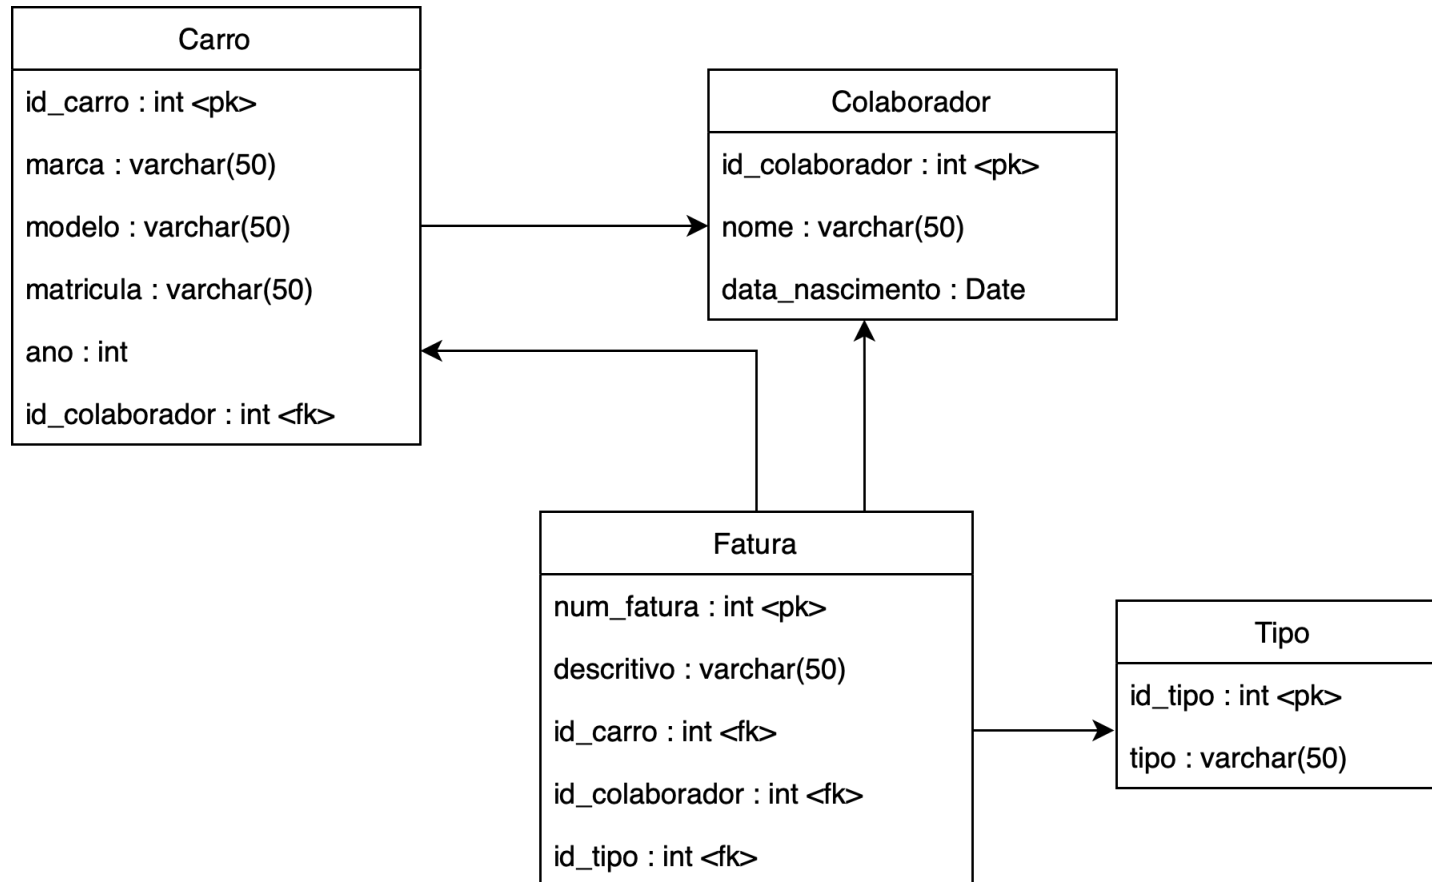 Carro
id_carro : int <pk>
marca : varchar(50)
modelo : varchar(50)
matricula : varchar(50)
ano : int
id_colaborador : int <fk>
Colaborador
id_colaborador : int <pk>
nome : varchar(50)
data_nascimento : Date
Fatura
num_fatura : int <pk>
descritivo : varchar(50)
id_carro : int <fk>
id_colaborador : int <fk>
id_tipo : int <fk>
Tipo
id_tipo : int <pk>
tipo : varchar(50)